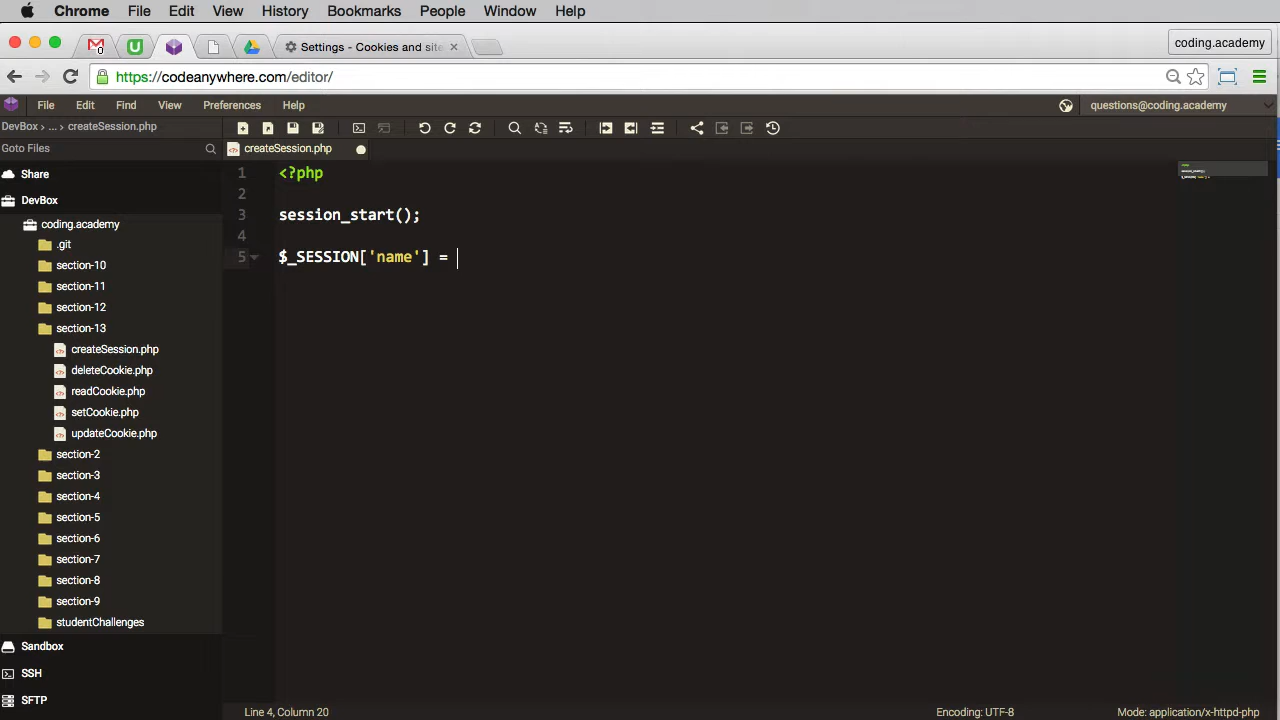 Chrome File Edit View History Bookmarks People Window Help
0 U Settings - Cookies and site × coding.academy
https://codeanywhere.com/editor/
File Edit Find View Preferences Help questions@coding.academy
DevBox › ... › createSession.php
Goto Files
createSession.php
Share
DevBox
coding.academy
.git
section-10
section-11
section-12
section-13
createSession.php
deleteCookie.php
readCookie.php
setCookie.php
updateCookie.php
section-2
section-3
section-4
section-5
section-6
section-7
section-8
section-9
studentChallenges
Sandbox
SSH
SFTP
1 <?php
2
3 session_start();
4
5 $_SESSION['name'] =
Line 4, Column 20 Encoding: UTF-8 Mode: application/x-httpd-php